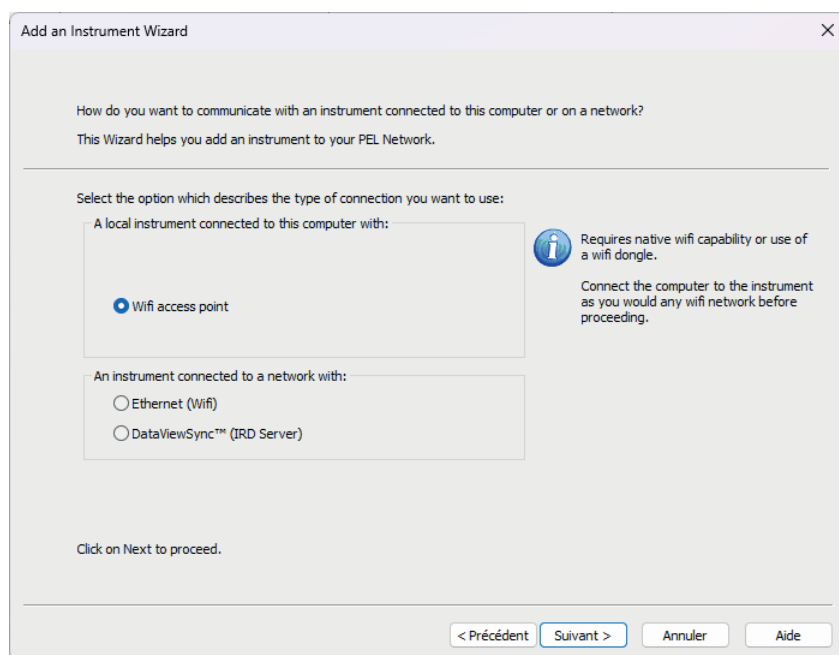 Add an Instrument Wizard
How do you want to communicate with an instrument connected to this computer or on a network?
This Wizard helps you add an instrument to your PEL Network.
Select the option which describes the type of connection you want to use:
A local instrument connected to this computer with:
Wifi access point
Requires native wifi capability or use of
a wifi dongle.
Connect the computer to the instrument
as you would any wifi network before
proceeding.
An instrument connected to a network with:
Ethernet (Wifi)
DataViewSync™ (IRD Server)
Click on Next to proceed.
< Précédent
Suivant >
Annuler
Aide